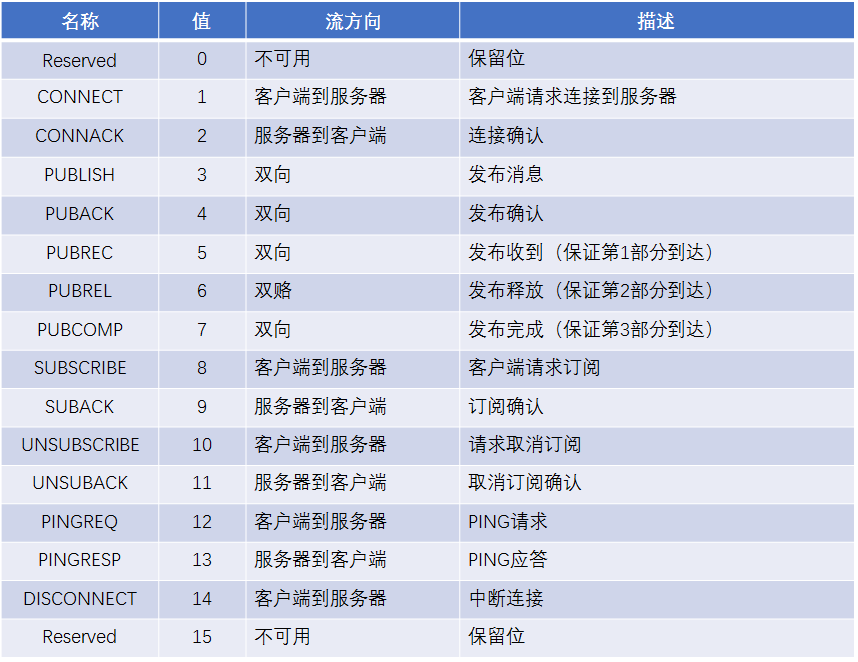 名称 值 流方向 描述
Reserved 0 不可用 保留位
CONNECT 1 客户端到服务器 客户端请求连接到服务器
CONNACK 2 服务器到客户端 连接确认
PUBLISH 3 双向 发布消息
PUBACK 4 双向 发布确认
PUBREC 5 双向 发布收到（保证第1部分到达）
PUBREL 6 双赂 发布释放（保证第2部分到达）
PUBCOMP 7 双向 发布完成（保证第3部分到达）
SUBSCRIBE 8 客户端到服务器 客户端请求订阅
SUBACK 9 服务器到客户端 订阅确认
UNSUBSCRIBE 10 客户端到服务器 请求取消订阅
UNSUBACK 11 服务器到客户端 取消订阅确认
PINGREQ 12 客户端到服务器 PING请求
PINGRESP 13 服务器到客户端 PING应答
DISCONNECT 14 客户端到服务器 中断连接
Reserved 15 不可用 保留位